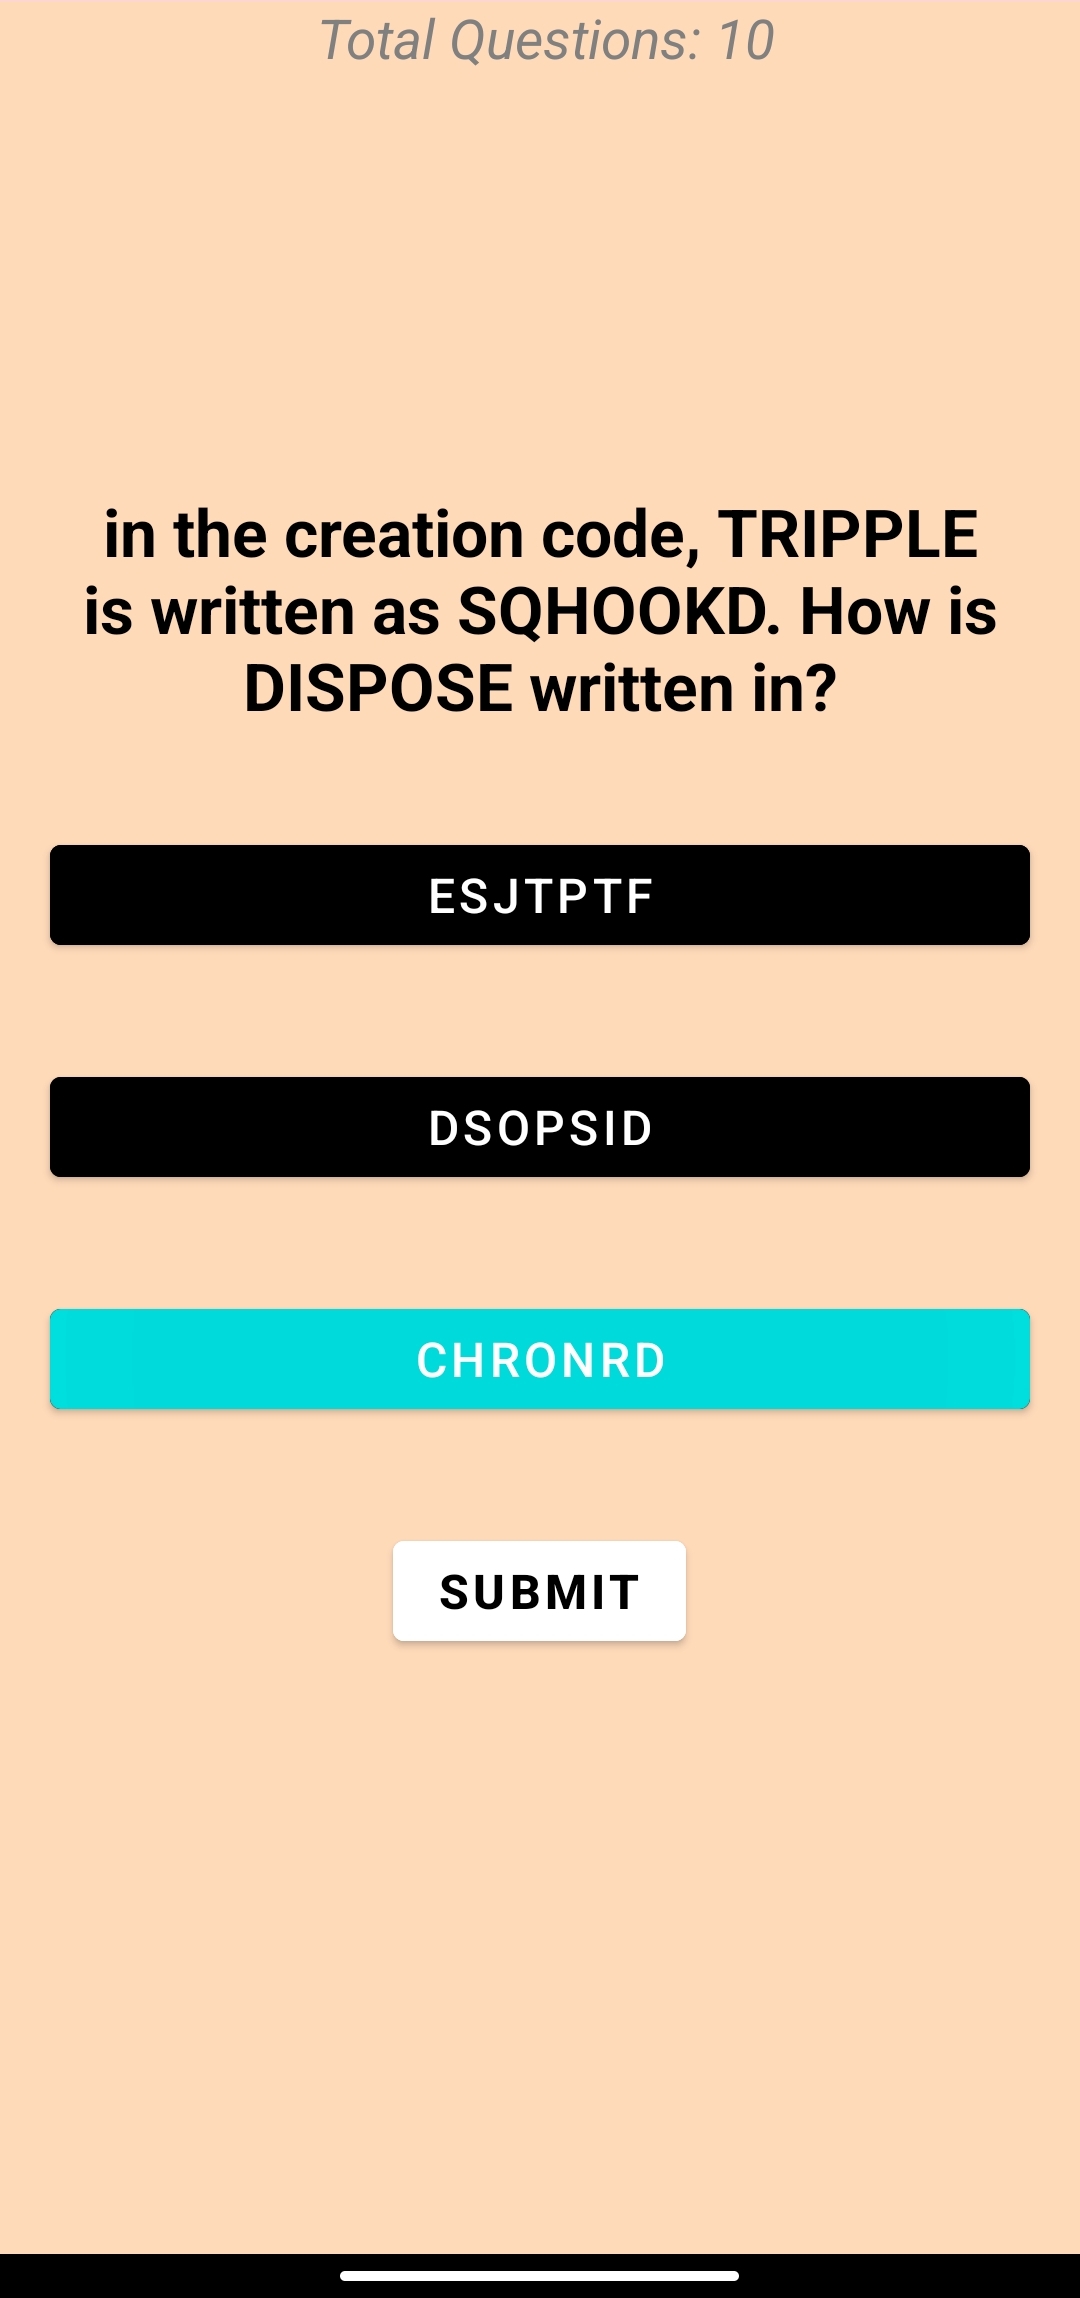 Total Questions: 10
in the creation code, TRIPPLE
is written as SQHOOKD. How is
DISPOSE written in?
ESJTPTF
DSOPSID
CHRONRD
SUBMIT